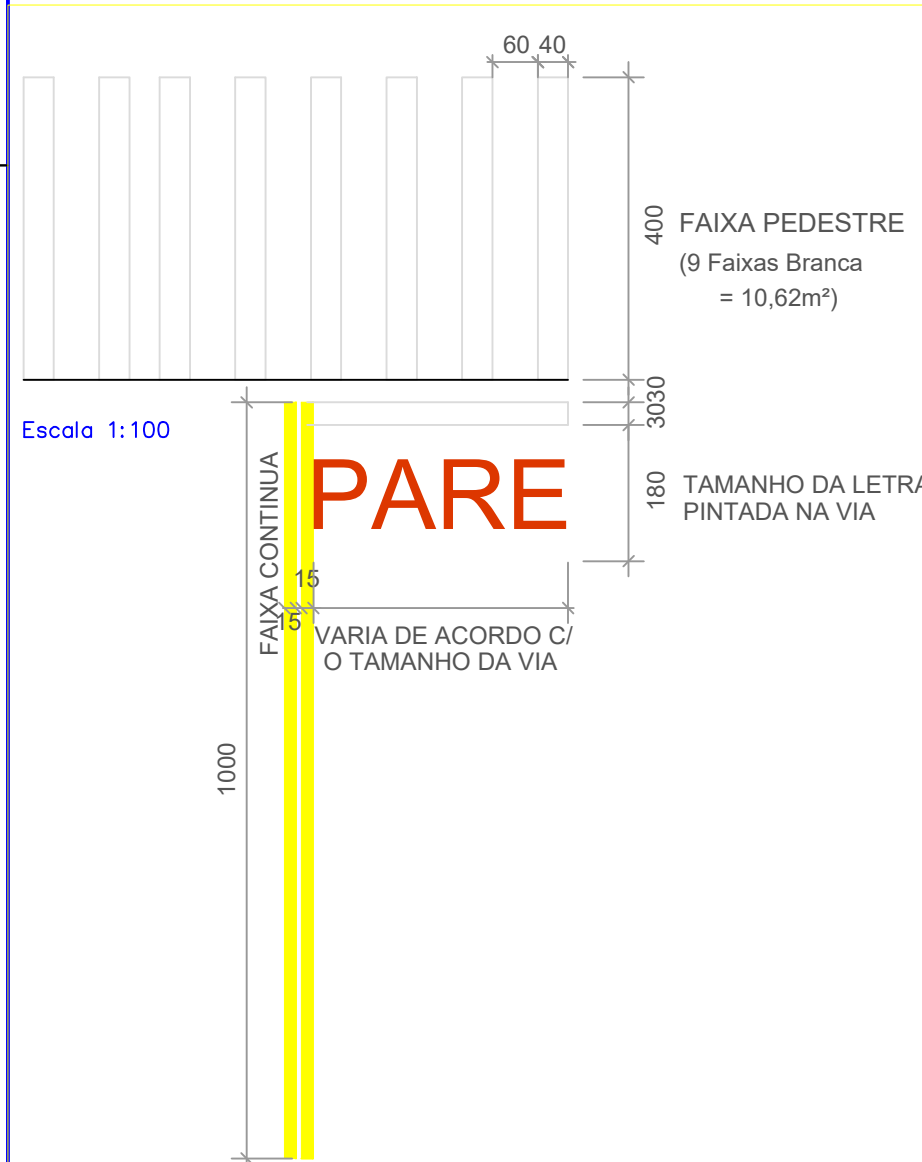 60 40
400
FAIXA PEDESTRE
(9 Faixas Branca
= 10,62m²)
3030
Escala 1:100
FAIXA CONTINUA
PARE
180
TAMANHO DA LETRA
PINTADA NA VIA
15
15
VARIA DE ACORDO C/
O TAMANHO DA VIA
1000